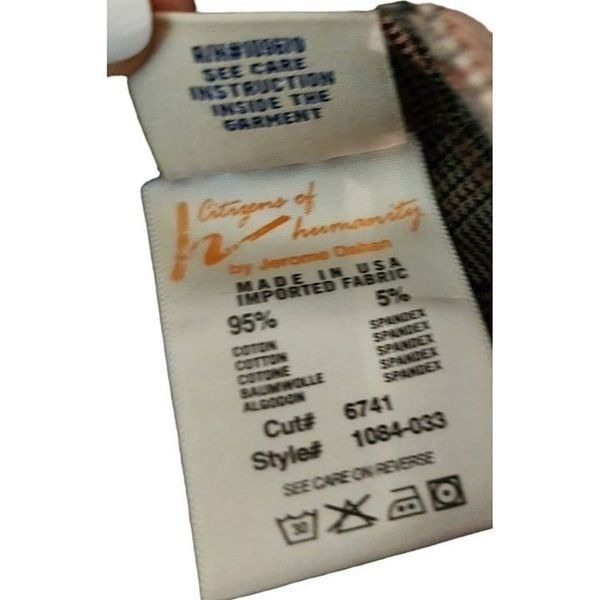 R/N#109670
SEE CARE
INSTRUCTION
INSIDE THE
GARMENT
Citizens of
humanity
by Jerome Dahan
MADE IN USA
IMPORTED FABRIC
95% 5%
COTON SPANDEX
COTTON SPANDEX
COTONE SPANDEX
BAUMWOLLE SPANDEX
ALGODON SPANDEX
Cut# 6741
Style# 1084-033
SEE CARE ON REVERSE
30